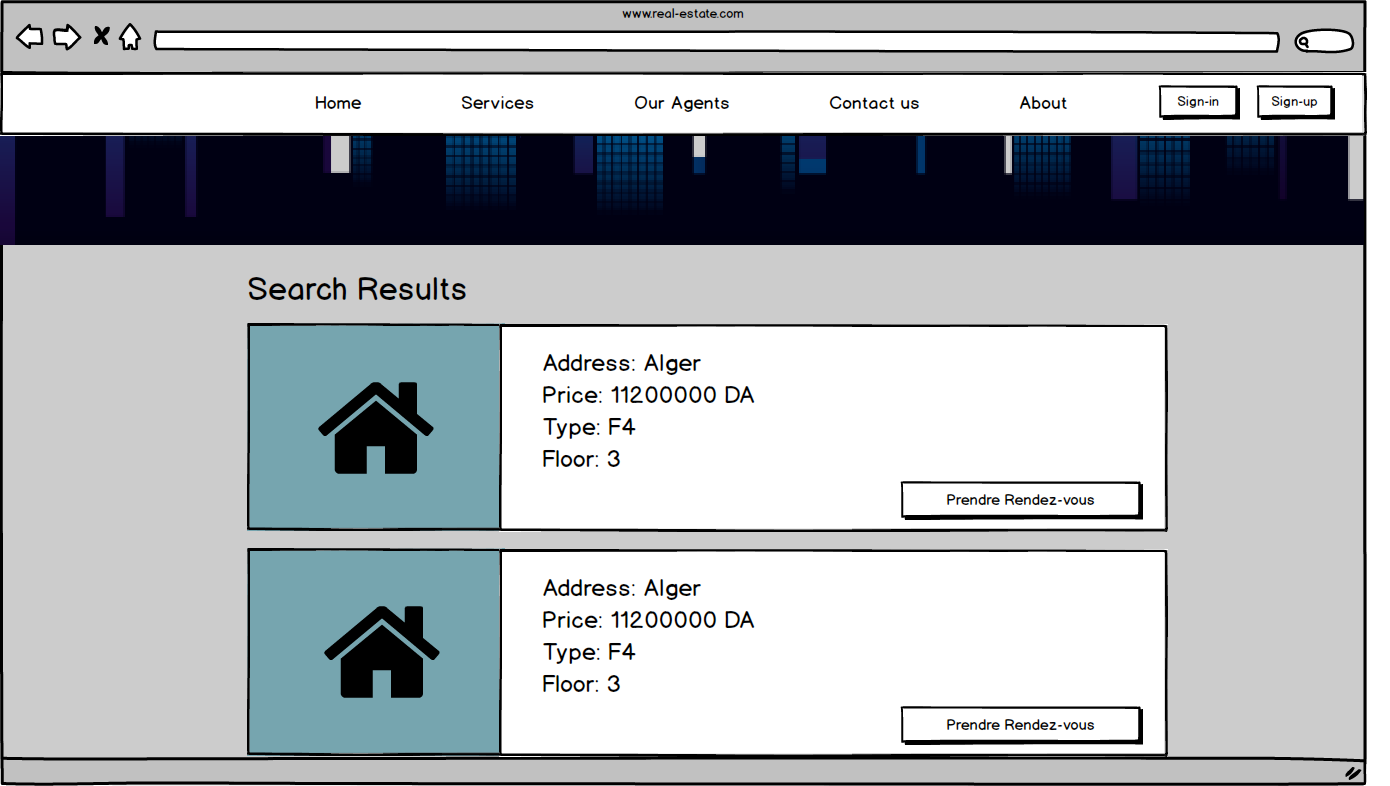 www.real-estate.com
Home Services Our Agents Contact us About Sign-in Sign-up
Search Results
Address: Alger
Price: 11200000 DA
Type: F4
Floor: 3
Prendre Rendez-vous
Address: Alger
Price: 11200000 DA
Type: F4
Floor: 3
Prendre Rendez-vous